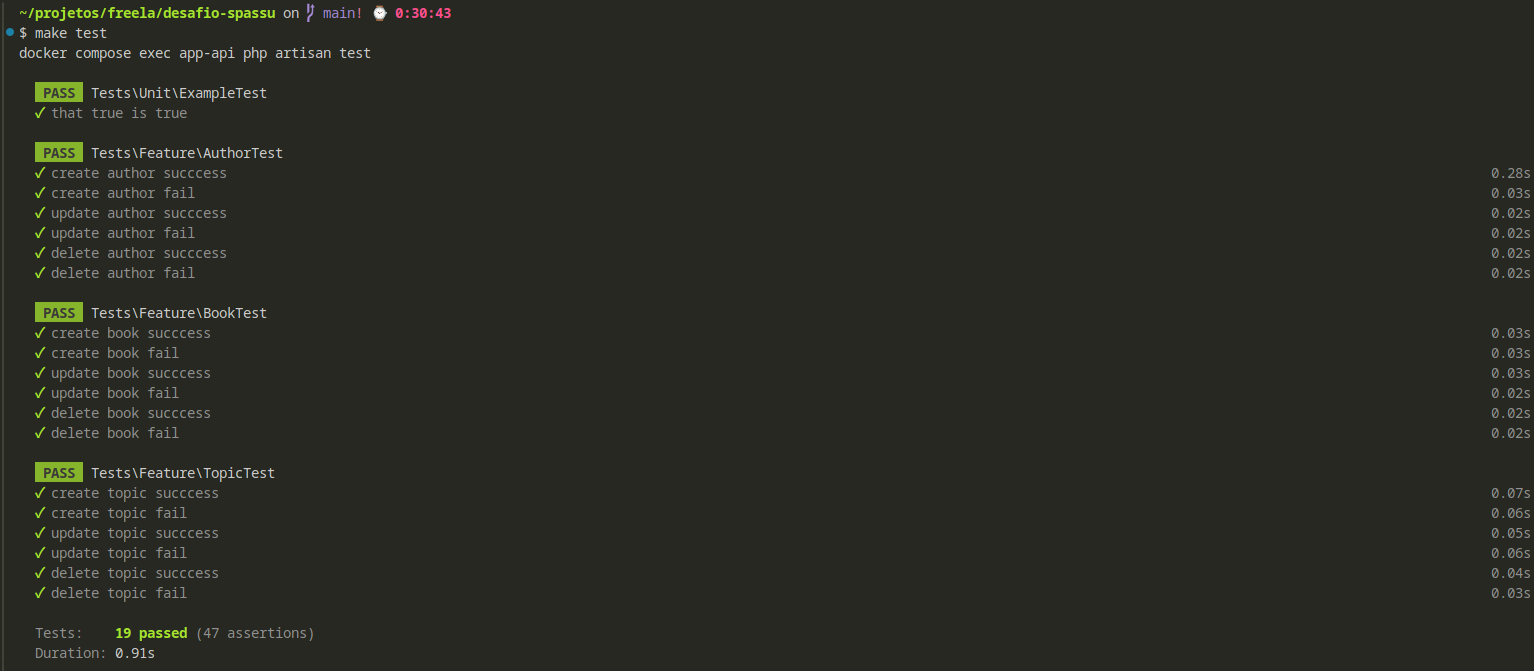 ~/projetos/freela/desafio-spassu on main! ⌚ 0:30:43
$ make test
docker compose exec app-api php artisan test
PASS Tests\Unit\ExampleTest
✓ that true is true
PASS Tests\Feature\AuthorTest
✓ create author succcess 0.28s
✓ create author fail 0.03s
✓ update author succcess 0.02s
✓ update author fail 0.02s
✓ delete author succcess 0.02s
✓ delete author fail 0.02s
PASS Tests\Feature\BookTest
✓ create book succcess 0.03s
✓ create book fail 0.03s
✓ update book succcess 0.03s
✓ update book fail 0.02s
✓ delete book succcess 0.02s
✓ delete book fail 0.02s
PASS Tests\Feature\TopicTest
✓ create topic succcess 0.07s
✓ create topic fail 0.06s
✓ update topic succcess 0.05s
✓ update topic fail 0.06s
✓ delete topic succcess 0.04s
✓ delete topic fail 0.03s
Tests: 19 passed (47 assertions)
Duration: 0.91s